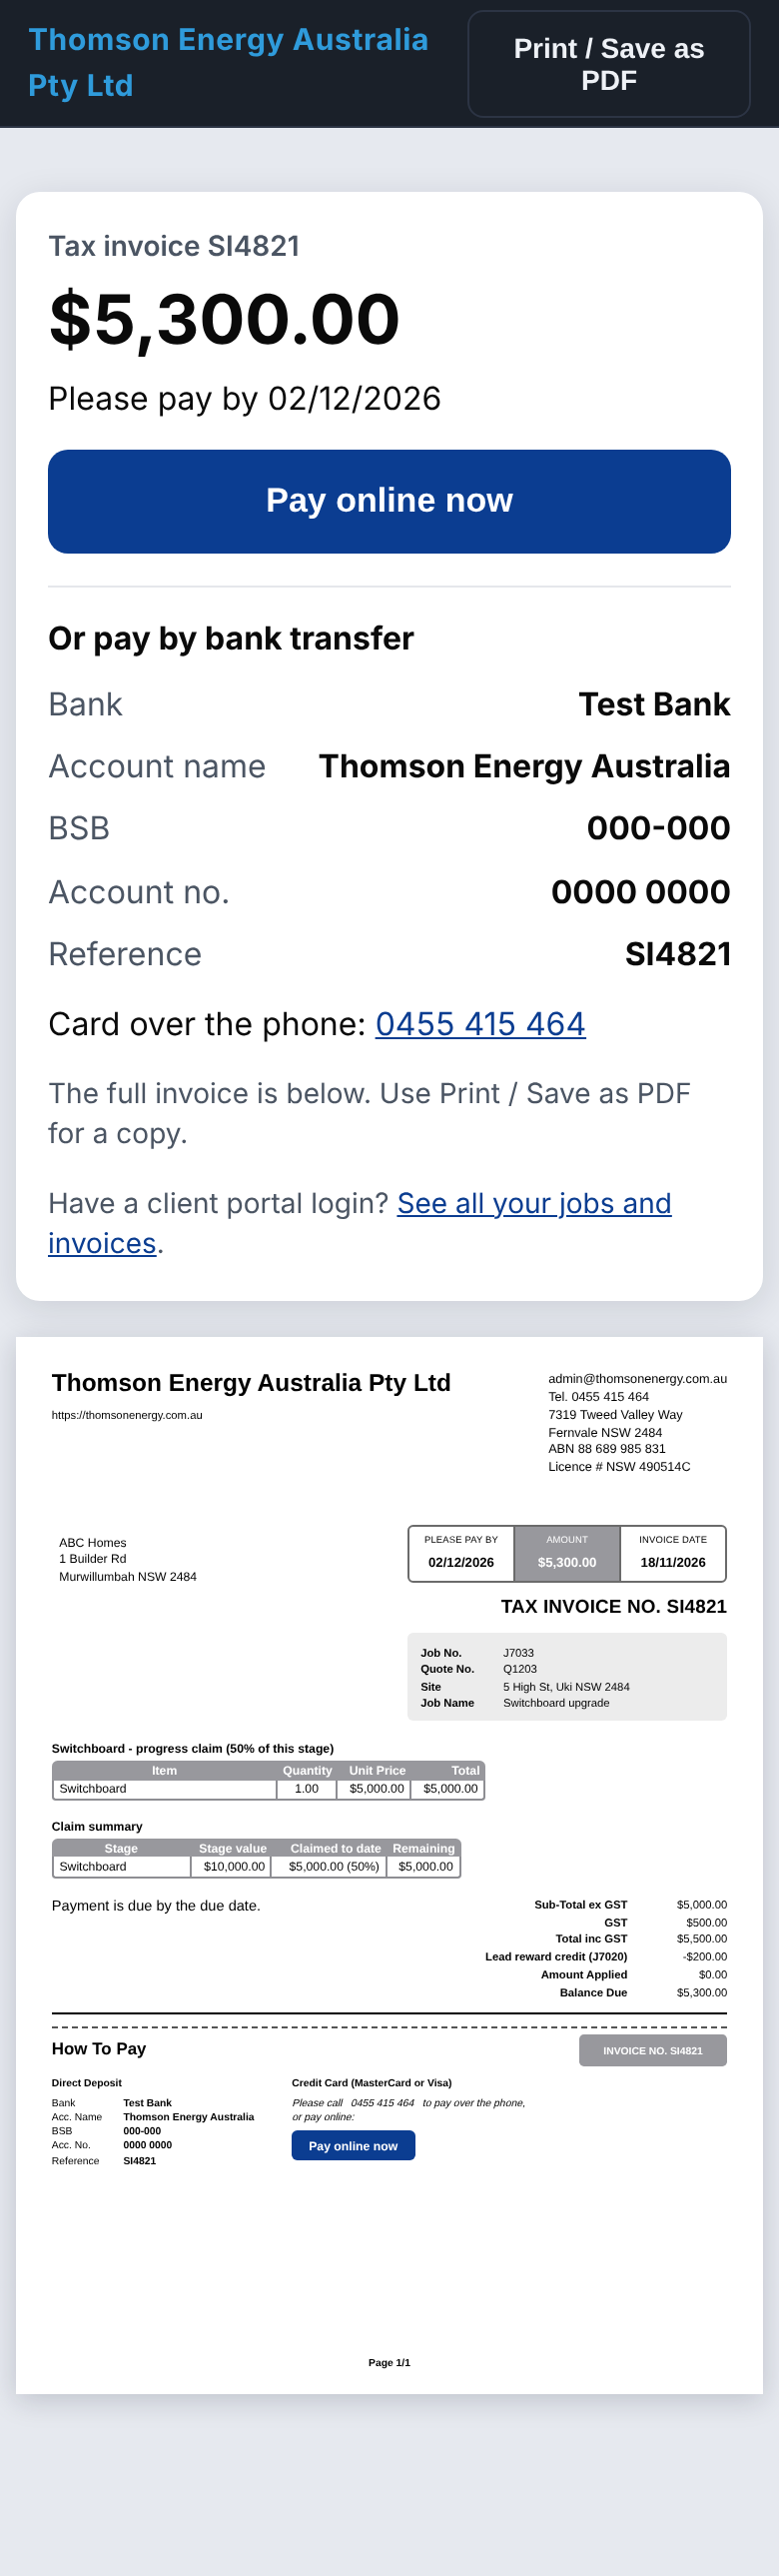 Thomson Energy Australia
Pty Ltd
Print / Save as
PDF
Tax invoice SI4821
$5,300.00
Please pay by 02/12/2026
Pay online now
Or pay by bank transfer
Bank Test Bank
Account name Thomson Energy Australia
BSB 000-000
Account no. 0000 0000
Reference SI4821
Card over the phone: 0455 415 464
The full invoice is below. Use Print / Save as PDF
for a copy.
Have a client portal login? See all your jobs and
invoices.
Thomson Energy Australia Pty Ltd
https://thomsonenergy.com.au
admin@thomsonenergy.com.au
Tel. 0455 415 464
7319 Tweed Valley Way
Fernvale NSW 2484
ABN 88 689 985 831
Licence # NSW 490514C
ABC Homes
1 Builder Rd
Murwillumbah NSW 2484
PLEASE PAY BY AMOUNT INVOICE DATE
02/12/2026 $5,300.00 18/11/2026
TAX INVOICE NO. SI4821
Job No. J7033
Quote No. Q1203
Site 5 High St, Uki NSW 2484
Job Name Switchboard upgrade
Switchboard - progress claim (50% of this stage)
Item Quantity Unit Price Total
Switchboard 1.00 $5,000.00 $5,000.00
Claim summary
Stage Stage value Claimed to date Remaining
Switchboard $10,000.00 $5,000.00 (50%) $5,000.00
Payment is due by the due date.
Sub-Total ex GST $5,000.00
GST $500.00
Total inc GST $5,500.00
Lead reward credit (J7020) -$200.00
Amount Applied $0.00
Balance Due $5,300.00
How To Pay
INVOICE NO. SI4821
Direct Deposit
Bank Test Bank
Acc. Name Thomson Energy Australia
BSB 000-000
Acc. No. 0000 0000
Reference SI4821
Credit Card (MasterCard or Visa)
Please call 0455 415 464 to pay over the phone,
or pay online:
Pay online now
Page 1/1